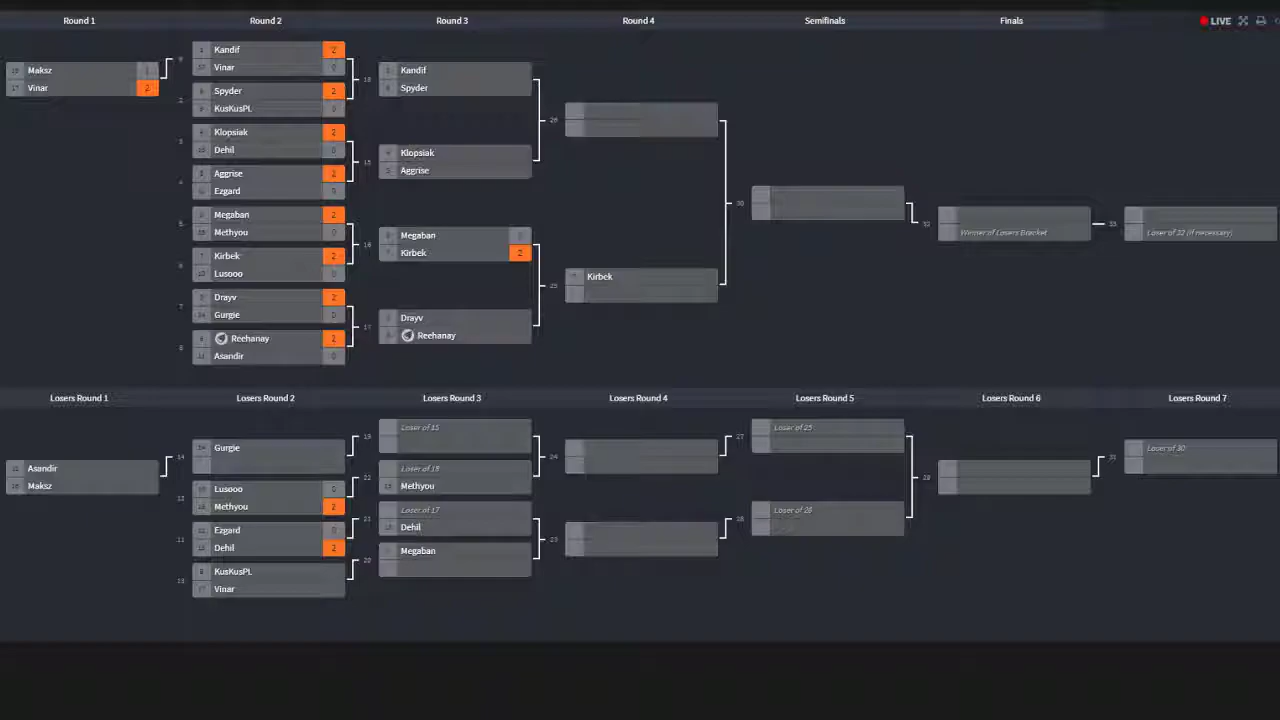 Round 1 Round 2 Round 3 Round 4 Semifinals Finals LIVE
Maksz
Vinar 2
Kandif 2
Vinar 0
Spyder 2
KusKusPL 0
Klopsiak 2
Dehil 0
Aggrise 2
Ezgard 0
Megaban 2
Methyou 0
Kirbek 2
Lusooo 0
Drayv 2
Gurgie 0
Reehanay 2
Asandir 0
Kandif
Spyder
Klopsiak
Aggrise
Megaban
Kirbek 2
Drayv
Reehanay
Kirbek
Winner of Losers Bracket
Loser of 32 (if necessary)
Losers Round 1 Losers Round 2 Losers Round 3 Losers Round 4 Losers Round 5 Losers Round 6 Losers Round 7
Asandir
Maksz
Gurgie
Lusooo 0
Methyou 2
Ezgard 0
Dehil 2
KusKusPL
Vinar
Loser of 15
Loser of 18
Methyou
Loser of 17
Dehil
Megaban
Loser of 25
Loser of 26
Loser of 30